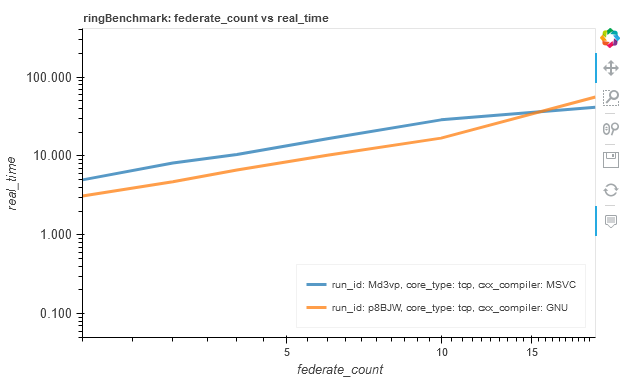 ringBenchmark: federate_count vs real_time
100.000
10.000
1.000
0.100
real_time
run_id: Md3vp, core_type: tcp, cxx_compiler: MSVC
run_id: p8BJW, core_type: tcp, cxx_compiler: GNU
5
10
15
federate_count